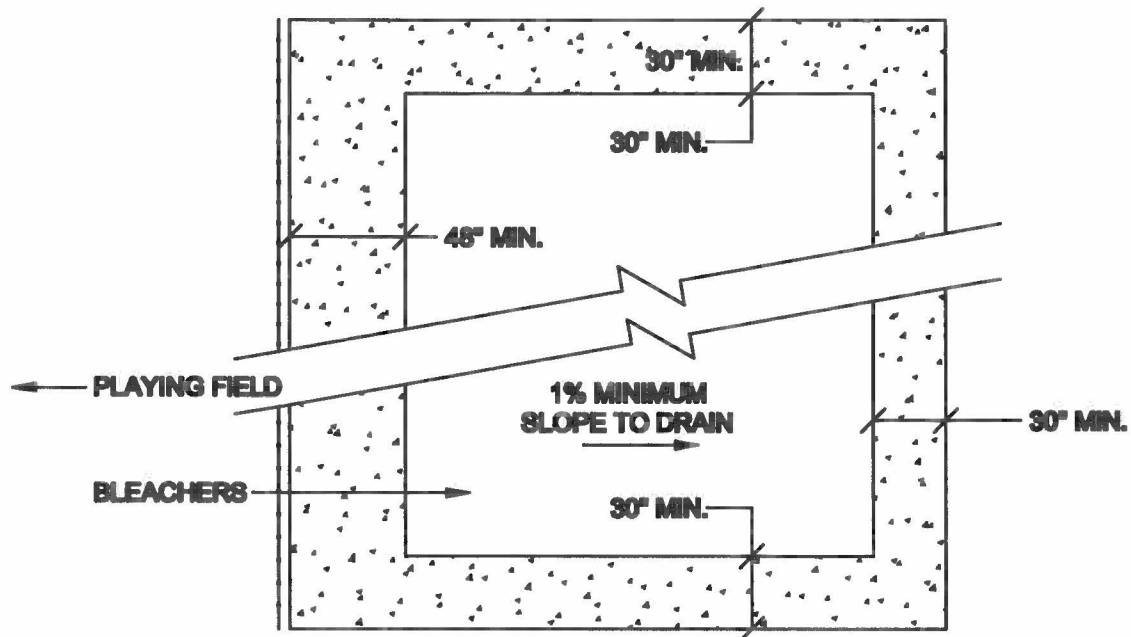 30" MIN.
30" MIN.
48" MIN.
PLAYING FIELD
1% MINIMUM
SLOPE TO DRAIN
30" MIN.
BLEACHERS
30" MIN.